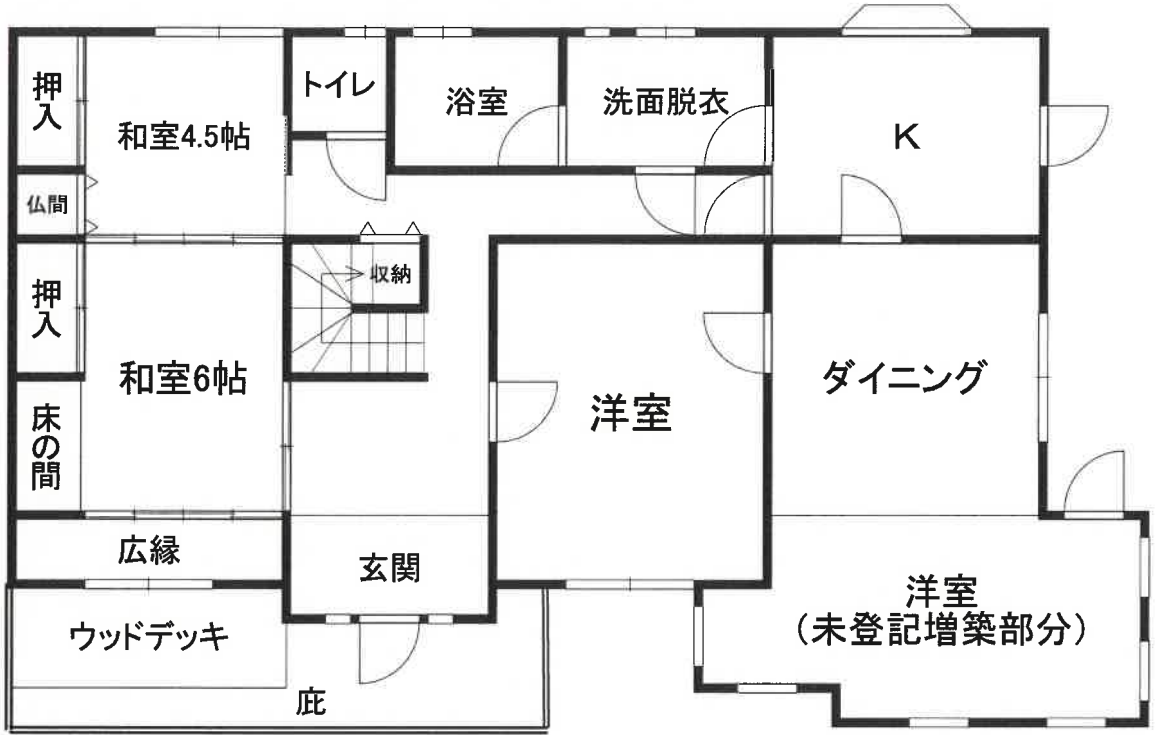 押入
トイレ
浴室
洗面脱衣
K
和室4.5帖
仏間
押入
収納
和室6帖
洋室
ダイニング
床の間
広縁
玄関
洋室
(未登記増築部分)
ウッドデッキ
庇